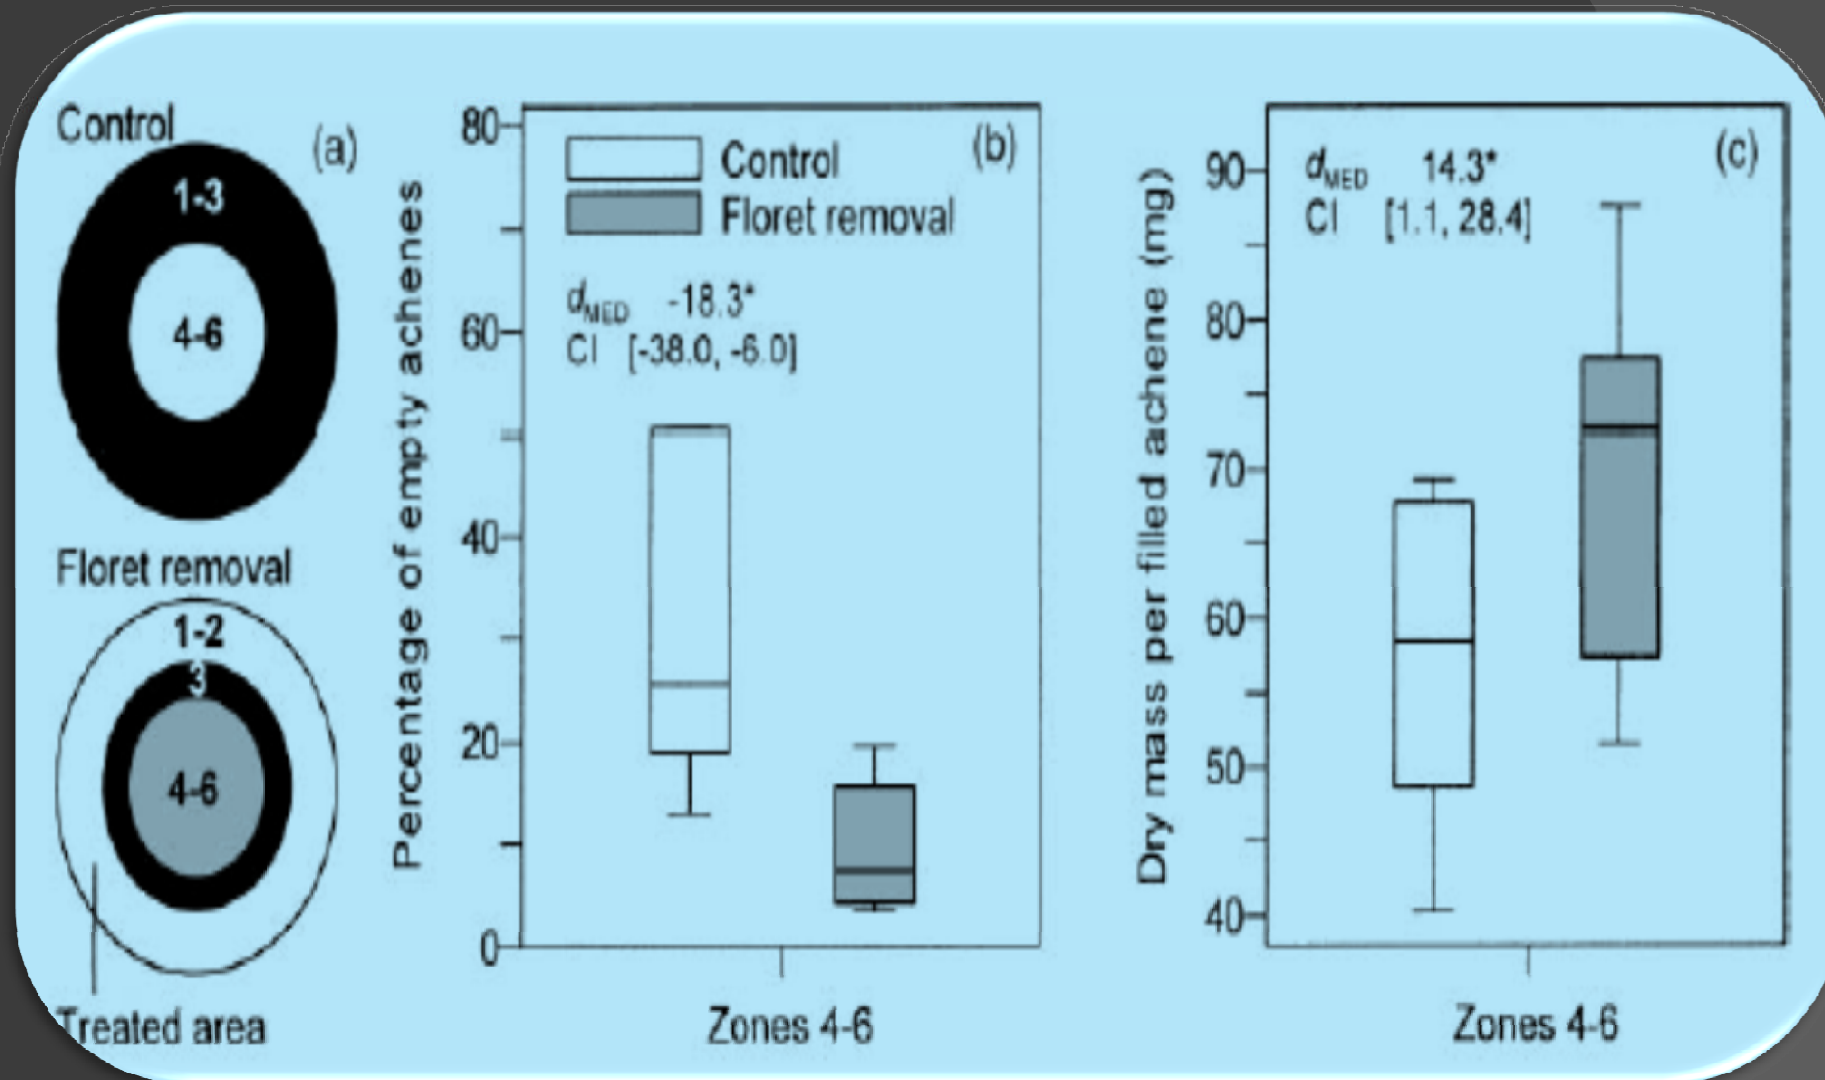 Control
(a)
1-3
4-6
Floret removal
1-2
3
4-6
Treated area
Percentage of empty achenes
80
60
40
20
0
Control
Floret removal
(b)
dMED -18.3*
CI [-38.0, -6.0]
Zones 4-6
Dry mass per filled achene (mg)
90
80
70
60
50
40
dMED 14.3*
CI [1.1, 28.4]
(c)
Zones 4-6